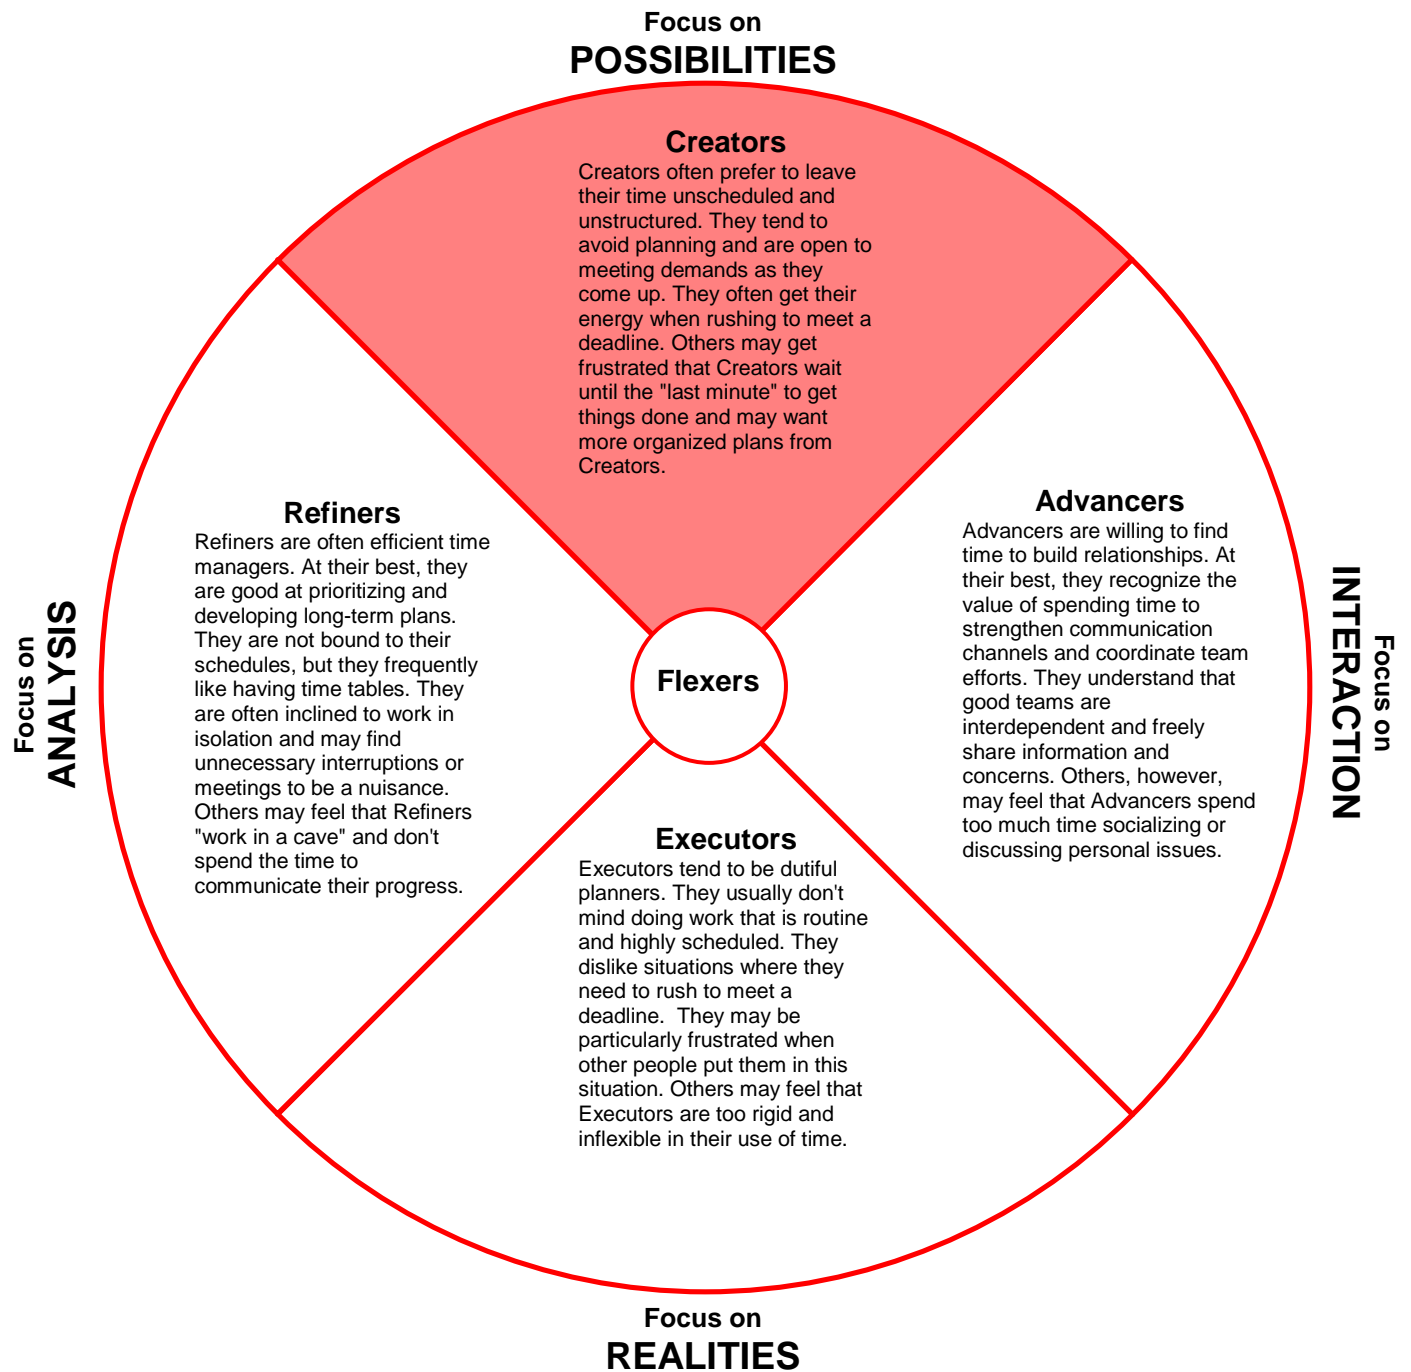 Focus on
POSSIBILITIES
Creators
Creators often prefer to leave
their time unscheduled and
unstructured. They tend to
avoid planning and are open to
meeting demands as they
come up. They often get their
energy when rushing to meet a
deadline. Others may get
frustrated that Creators wait
until the "last minute" to get
things done and may want
more organized plans from
Creators.
Focus on
ANALYSIS
Refiners
Refiners are often efficient time
managers. At their best, they
are good at prioritizing and
developing long-term plans.
They are not bound to their
schedules, but they frequently
like having time tables. They
are often inclined to work in
isolation and may find
unnecessary interruptions or
meetings to be a nuisance.
Others may feel that Refiners
"work in a cave" and don't
spend the time to
communicate their progress.
Flexers
Advancers
Advancers are willing to find
time to build relationships. At
their best, they recognize the
value of spending time to
strengthen communication
channels and coordinate team
efforts. They understand that
good teams are
interdependent and freely
share information and
concerns. Others, however,
may feel that Advancers spend
too much time socializing or
discussing personal issues.
Focus on
INTERACTION
Executors
Executors tend to be dutiful
planners. They usually don't
mind doing work that is routine
and highly scheduled. They
dislike situations where they
need to rush to meet a
deadline.  They may be
particularly frustrated when
other people put them in this
situation. Others may feel that
Executors are too rigid and
inflexible in their use of time.
Focus on
REALITIES